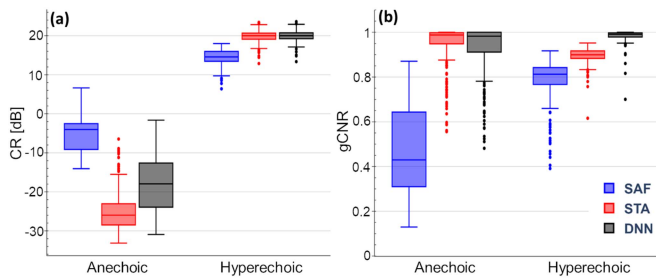 (a)
CR [dB]
20
10
0
-10
-20
-30
Anechoic
Hyperechoic
(b)
gCNR
1
0.8
0.6
0.4
0.2
0
Anechoic
Hyperechoic
SAF
STA
DNN